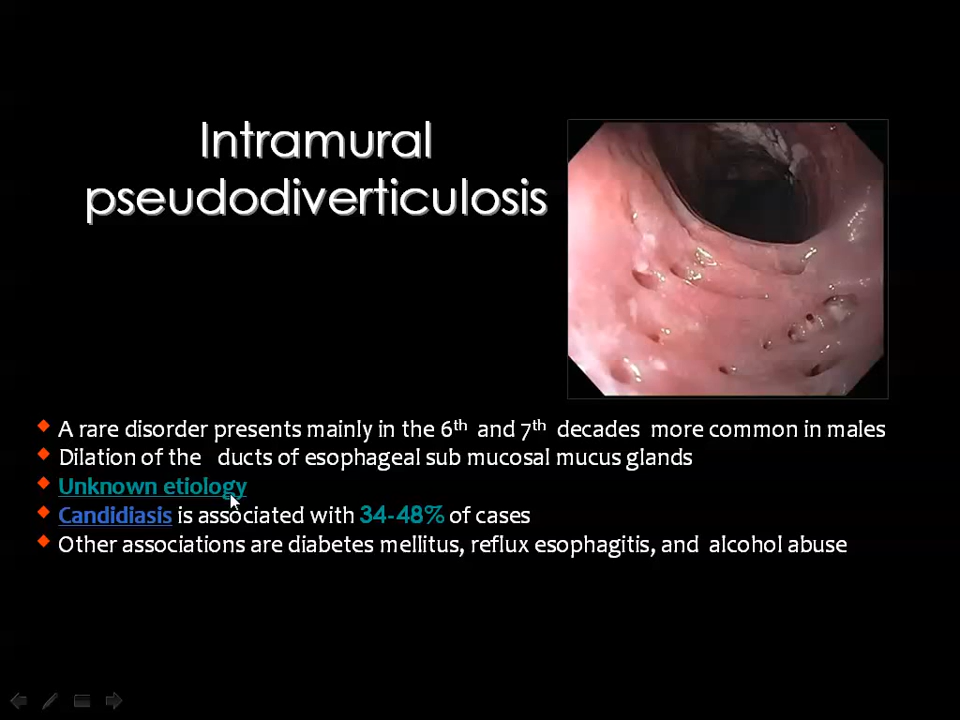 Intramural
pseudodiverticulosis
A rare disorder presents mainly in the 6th and 7th decades more common in males
Dilation of the ducts of esophageal sub mucosal mucus glands
Unknown etiology
Candidiasis is associated with 34-48% of cases
Other associations are diabetes mellitus, reflux esophagitis, and alcohol abuse